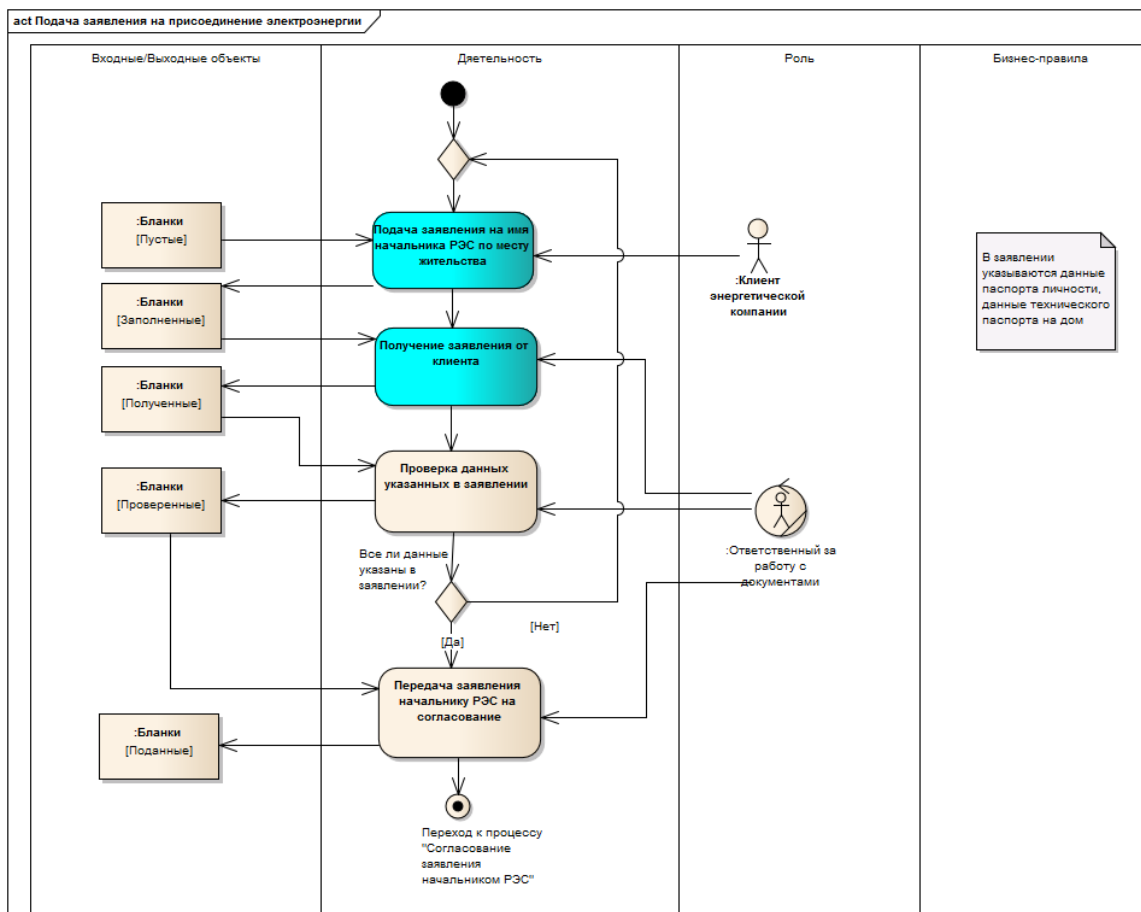 act Подача заявления на присоединение электроэнергии
Входные/Выходные объекты
Дяетельность
Роль
Бизнес-правила
:Бланки
[Пустые]
Подача заявления на имя
начальника РЭС по месту
жительства
:Клиент
энергетической
компании
В заявлении
указываются данные
паспорта личности,
данные технического
паспорта на дом
:Бланки
[Заполненные]
Получение заявления от
клиента
:Бланки
[Полученные]
Проверка данных
указанных в заявлении
:Бланки
[Проверенные]
:Ответственный за
работу с
документами
Все ли данные
указаны в
заявлении?
[Нет]
[Да]
Передача заявления
начальнику РЭС на
согласование
:Бланки
[Поданные]
Переход к процессу
"Согласование
заявления
начальником РЭС"